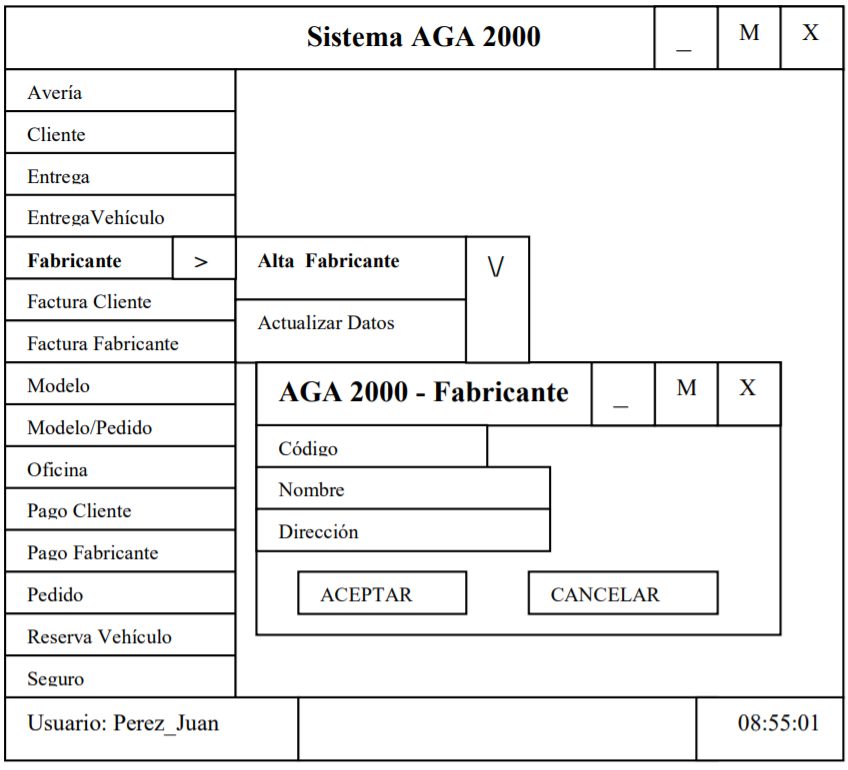 Sistema AGA 2000 _ M X
Avería
Cliente
Entrega
EntregaVehículo
Fabricante > Alta Fabricante \/
Factura Cliente
Actualizar Datos
Factura Fabricante
Modelo
AGA 2000 - Fabricante _ M X
Modelo/Pedido
Código
Oficina
Nombre
Pago Cliente
Dirección
Pago Fabricante
Pedido
ACEPTAR CANCELAR
Reserva Vehículo
Seguro
Usuario: Perez_Juan 08:55:01